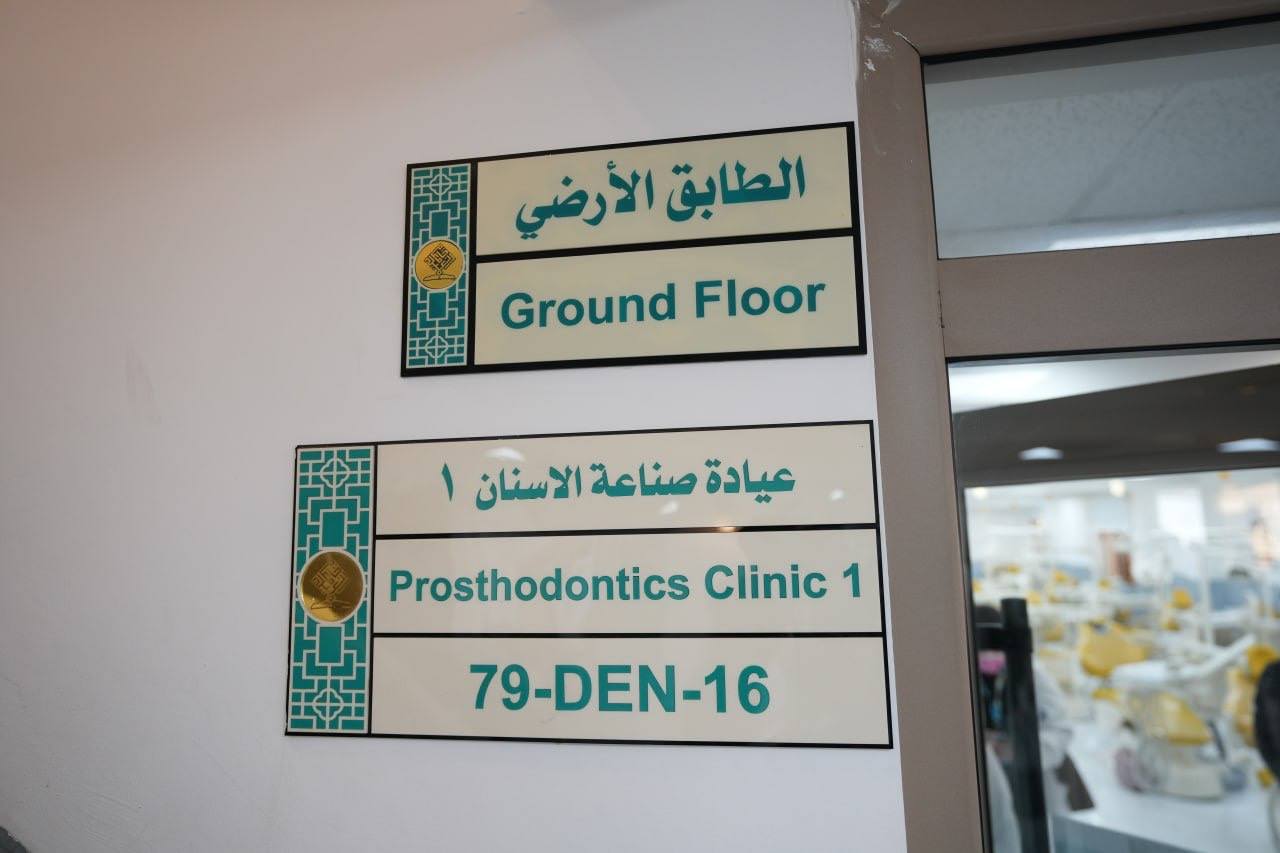 الطابق الأرضي
Ground Floor
عيادة صناعة الاسنان ١
Prosthodontics Clinic 1
79-DEN-16